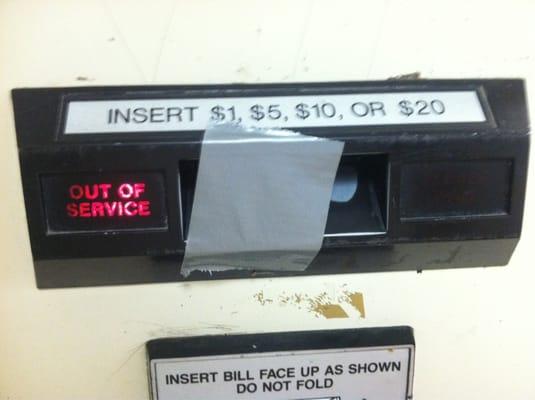 INSERT $1, $5, $10, OR $20
OUT OF
SERVICE
INSERT BILL FACE UP AS SHOWN
DO NOT FOLD